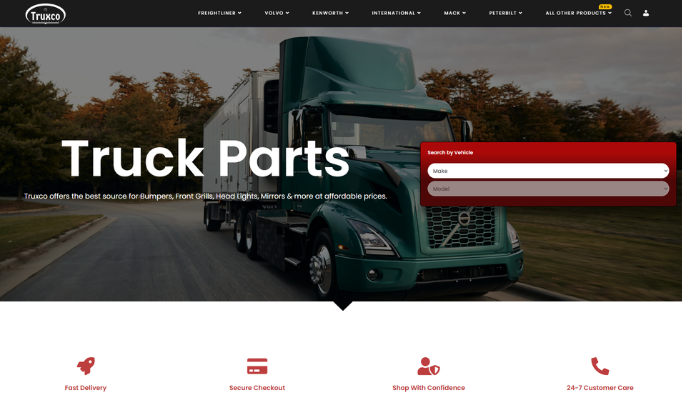 Truxco
FREIGHTLINER
VOLVO
KENWORTH
INTERNATIONAL
MACK
PETERBILT
ALL OTHER PRODUCTS
Truck Parts
Truxco offers the best source for Bumpers, Front Grills, Head Lights, Mirrors & more at affordable prices.
Search by Vehicle
Make
Model
Fast Delivery
Secure Checkout
Shop With Confidence
24-7 Customer Care